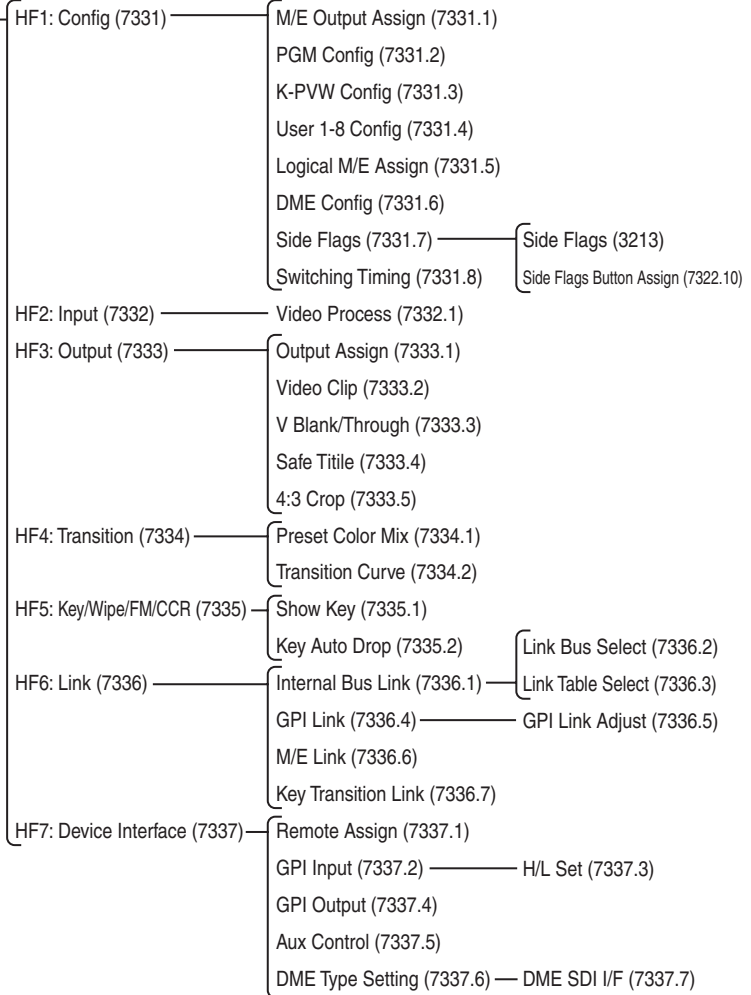 HF1: Config (7331)
M/E Output Assign (7331.1)
PGM Config (7331.2)
K-PVW Config (7331.3)
User 1-8 Config (7331.4)
Logical M/E Assign (7331.5)
DME Config (7331.6)
Side Flags (7331.7)
Side Flags (3213)
Switching Timing (7331.8)
Side Flags Button Assign (7322.10)
HF2: Input (7332)
Video Process (7332.1)
HF3: Output (7333)
Output Assign (7333.1)
Video Clip (7333.2)
V Blank/Through (7333.3)
Safe Titile (7333.4)
4:3 Crop (7333.5)
HF4: Transition (7334)
Preset Color Mix (7334.1)
Transition Curve (7334.2)
HF5: Key/Wipe/FM/CCR (7335)
Show Key (7335.1)
Key Auto Drop (7335.2)
Link Bus Select (7336.2)
HF6: Link (7336)
Internal Bus Link (7336.1)
Link Table Select (7336.3)
GPI Link (7336.4)
GPI Link Adjust (7336.5)
M/E Link (7336.6)
Key Transition Link (7336.7)
HF7: Device Interface (7337)
Remote Assign (7337.1)
GPI Input (7337.2)
H/L Set (7337.3)
GPI Output (7337.4)
Aux Control (7337.5)
DME Type Setting (7337.6)
DME SDI I/F (7337.7)